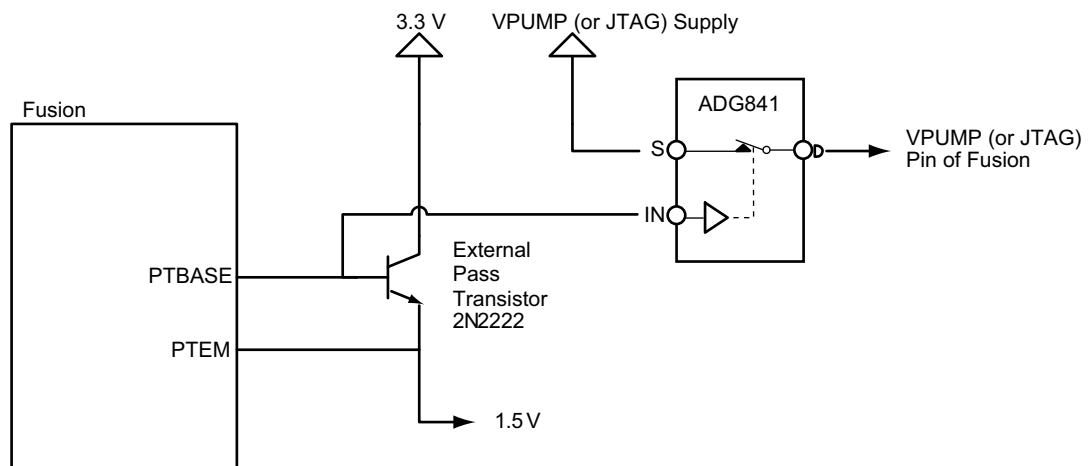 3.3 V
VPUMP (or JTAG) Supply
Fusion
ADG841
S
D
VPUMP (or JTAG)
Pin of Fusion
IN
External
Pass
Transistor
2N2222
PTBASE
PTEM
1.5 V